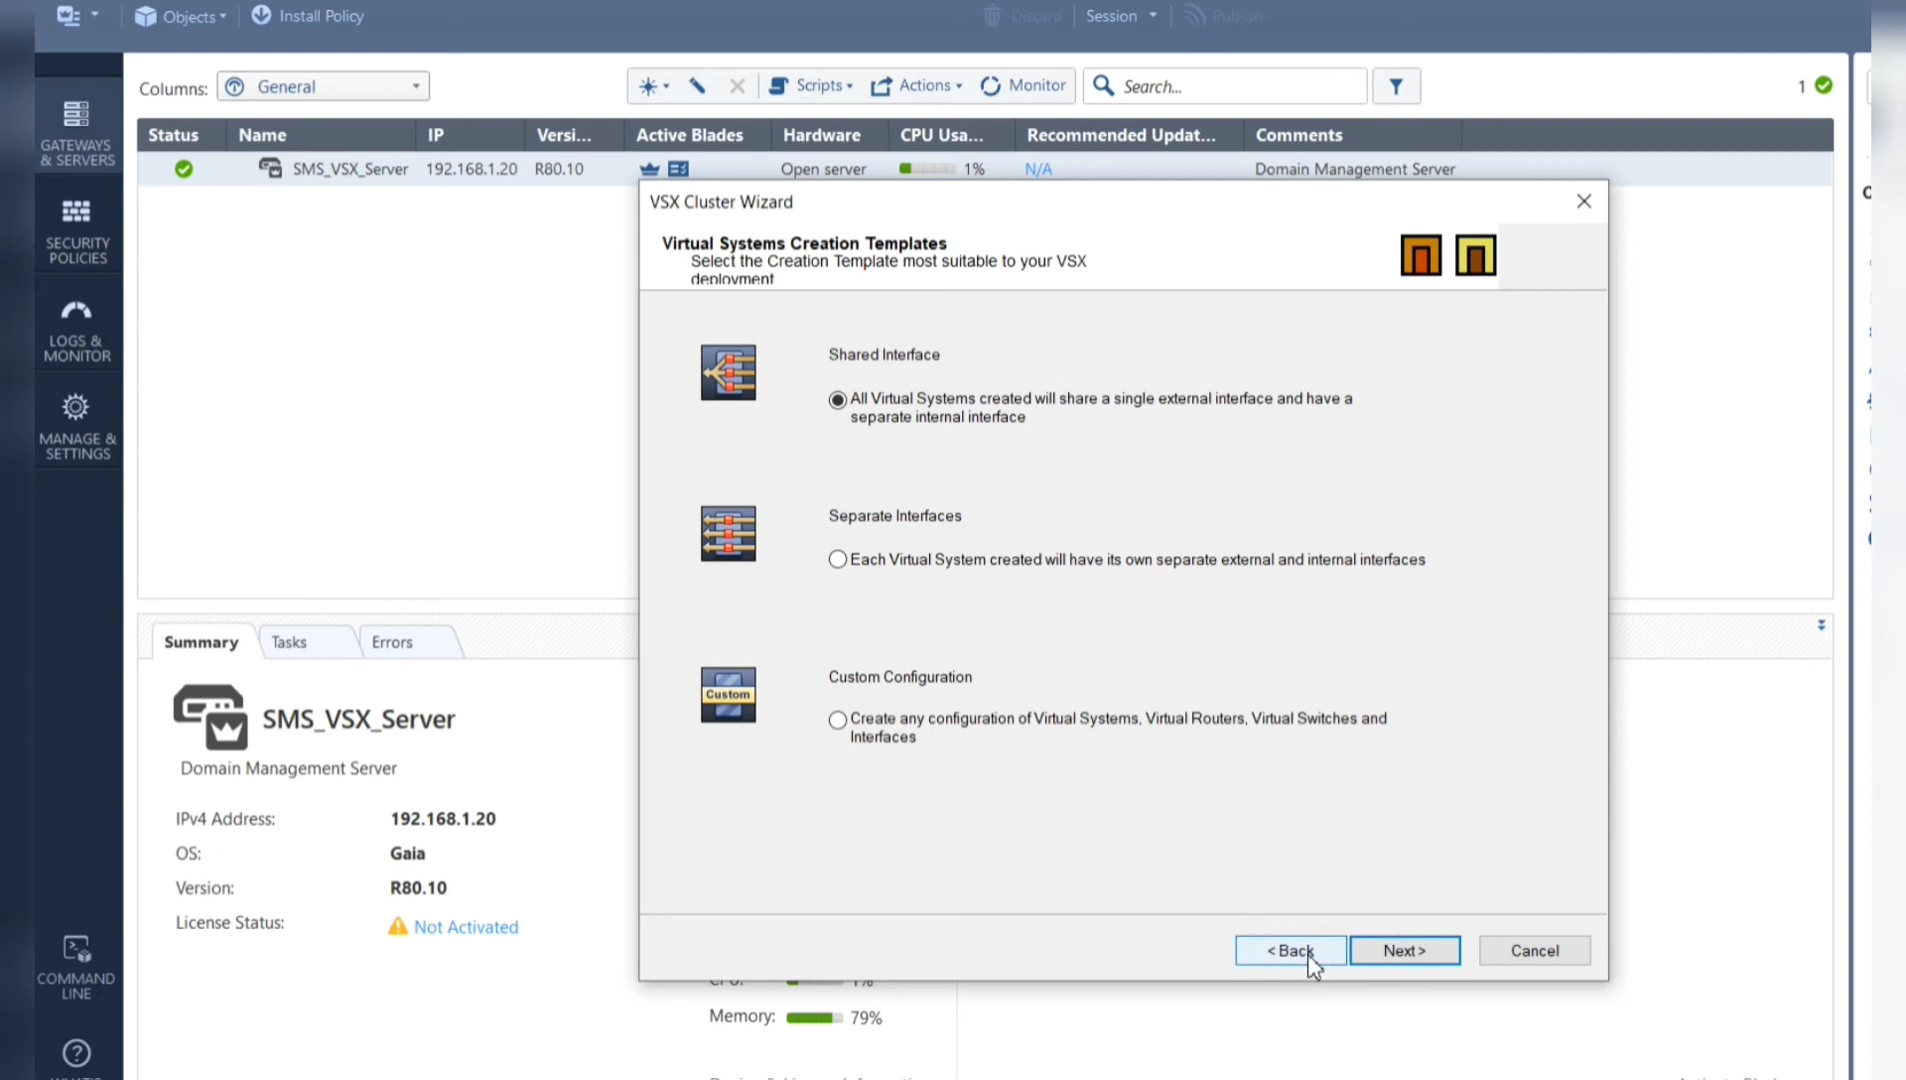 Objects
Install Policy
Discard
Session
Publish
Columns:
General
Scripts
Actions
Monitor
Search...
1
Status
Name
IP
Versi...
Active Blades
Hardware
CPU Usa...
Recommended Updat...
Comments
SMS_VSX_Server
192.168.1.20
R80.10
Open server
1%
N/A
Domain Management Server
GATEWAYS
& SERVERS
SECURITY
POLICIES
LOGS &
MONITOR
MANAGE &
SETTINGS
COMMAND
LINE
VSX Cluster Wizard
Virtual Systems Creation Templates
Select the Creation Template most suitable to your VSX
deployment
Shared Interface
All Virtual Systems created will share a single external interface and have a
separate internal interface
Separate Interfaces
Each Virtual System created will have its own separate external and internal interfaces
Custom
Custom Configuration
Create any configuration of Virtual Systems, Virtual Routers, Virtual Switches and
Interfaces
< Back
Next >
Cancel
Summary
Tasks
Errors
SMS_VSX_Server
Domain Management Server
IPv4 Address:
192.168.1.20
OS:
Gaia
Version:
R80.10
License Status:
Not Activated
CPU:
1%
Memory:
79%